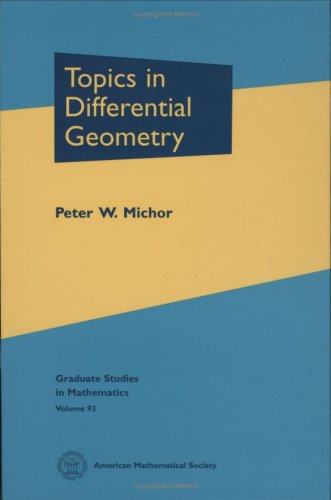 Topics in
Differential
Geometry
Peter W. Michor
Graduate Studies
in Mathematics
Volume 93
American Mathematical Society